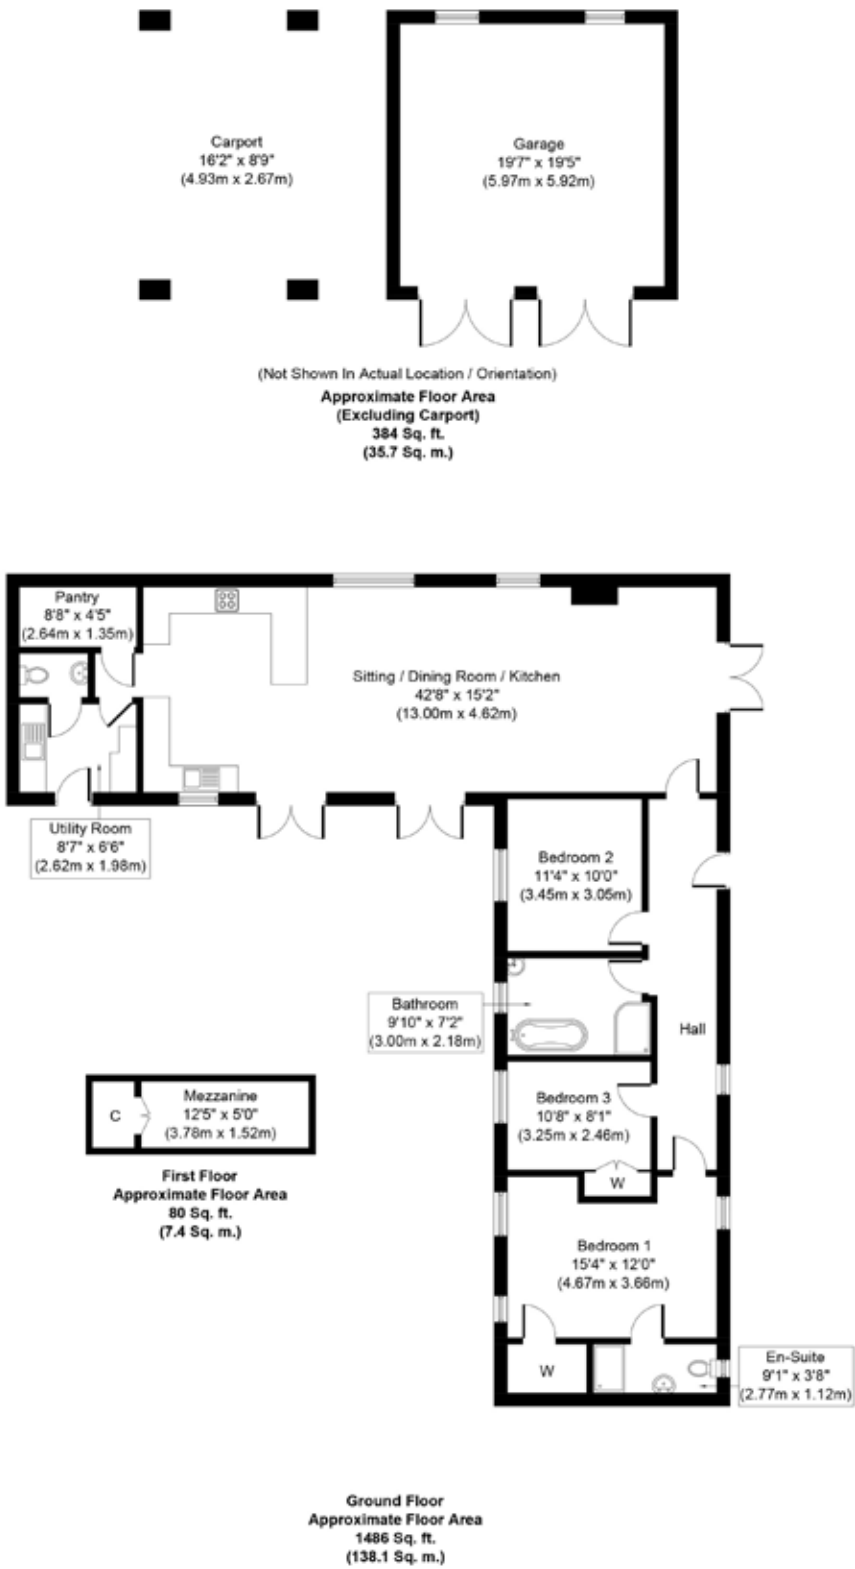 Carport
16'2" x 8'9"
(4.93m x 2.67m)
Garage
19'7" x 19'5"
(5.97m x 5.92m)
(Not Shown In Actual Location / Orientation)
Approximate Floor Area
(Excluding Carport)
384 Sq. ft.
(35.7 Sq. m.)
Pantry
8'8" x 4'5"
(2.64m x 1.35m)
Sitting / Dining Room / Kitchen
42'8" x 15'2"
(13.00m x 4.62m)
Utility Room
8'7" x 6'6"
(2.62m x 1.98m)
Bedroom 2
11'4" x 10'0"
(3.45m x 3.05m)
Bathroom
9'10" x 7'2"
(3.00m x 2.18m)
Hall
Bedroom 3
10'8" x 8'1"
(3.25m x 2.46m)
W
C
Mezzanine
12'5" x 5'0"
(3.78m x 1.52m)
First Floor
Approximate Floor Area
80 Sq. ft.
(7.4 Sq. m.)
Bedroom 1
15'4" x 12'0"
(4.67m x 3.66m)
W
En-Suite
9'1" x 3'8"
(2.77m x 1.12m)
Ground Floor
Approximate Floor Area
1486 Sq. ft.
(138.1 Sq. m.)